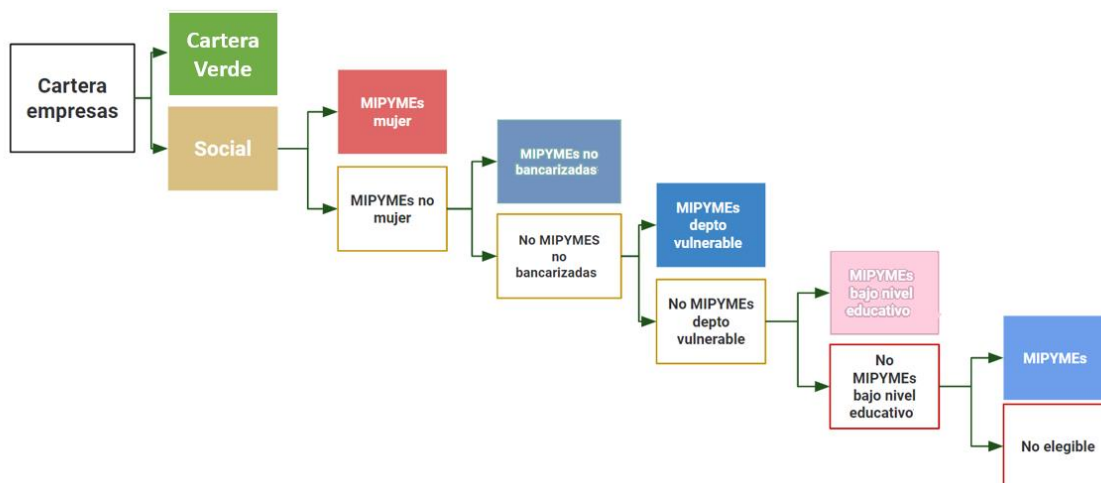 Cartera
empresas
Cartera
Verde
Social
MIPYMEs
mujer
MIPYMEs no
mujer
MIPYMEs no
bancarizadas
No MIPYMES
no
bancarizadas
MIPYMEs
depto
vulnerable
No MIPYMEs
depto
vulnerable
MIPYMEs
bajo nivel
educativo
No
MIPYMEs
bajo nivel
educativo
MIPYMEs
No elegible